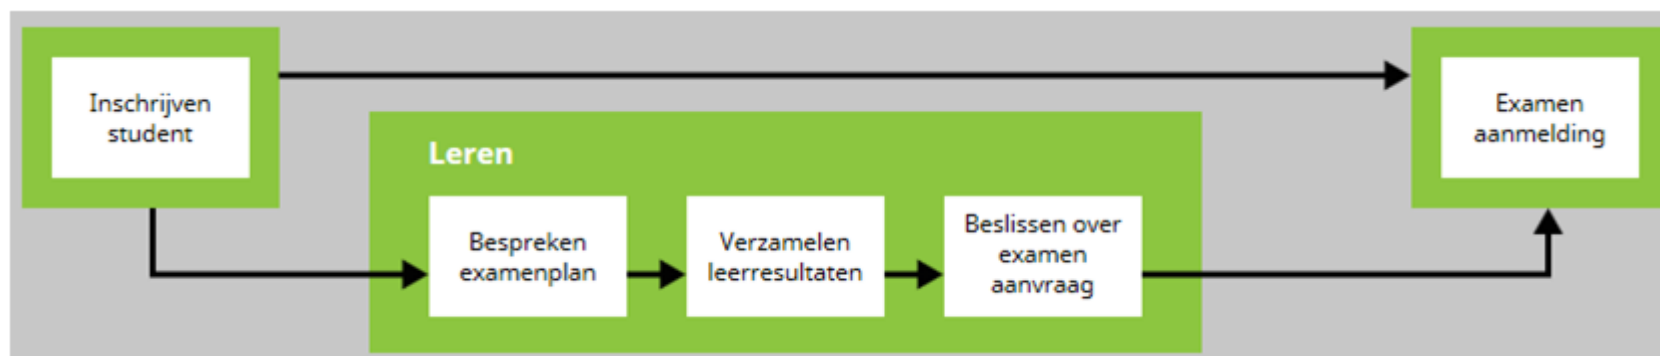 Inschrijven
student
Examen
aanmelding
Leren
Bespreken
examenplan
Verzamelen
leerresultaten
Beslissen over
examen
aanvraag